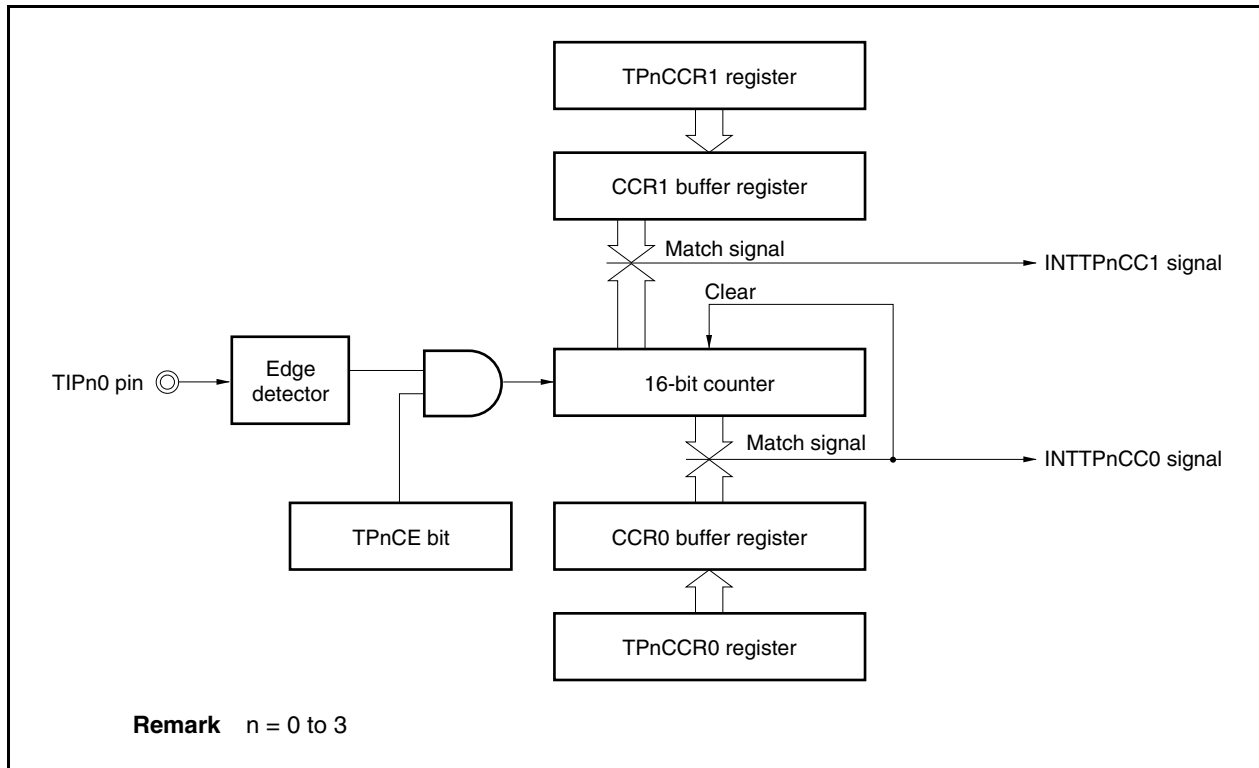 TPnCCR1 register
CCR1 buffer register
Match signal
INTTPnCC1 signal
Clear
TIPn0 pin
Edge
detector
16-bit counter
Match signal
INTTPnCC0 signal
TPnCE bit
CCR0 buffer register
TPnCCR0 register
Remark n = 0 to 3